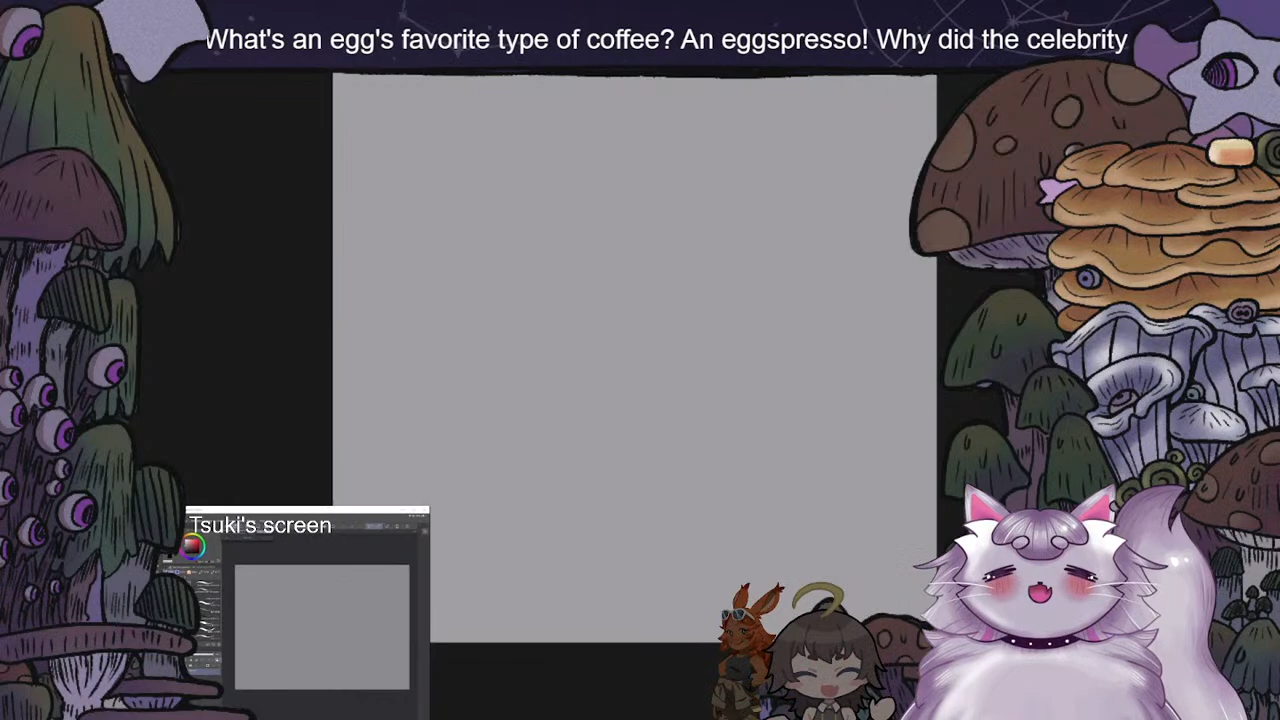 What's an egg's favorite type of coffee? An eggspresso! Why did the celebrity
Tsuki's screen